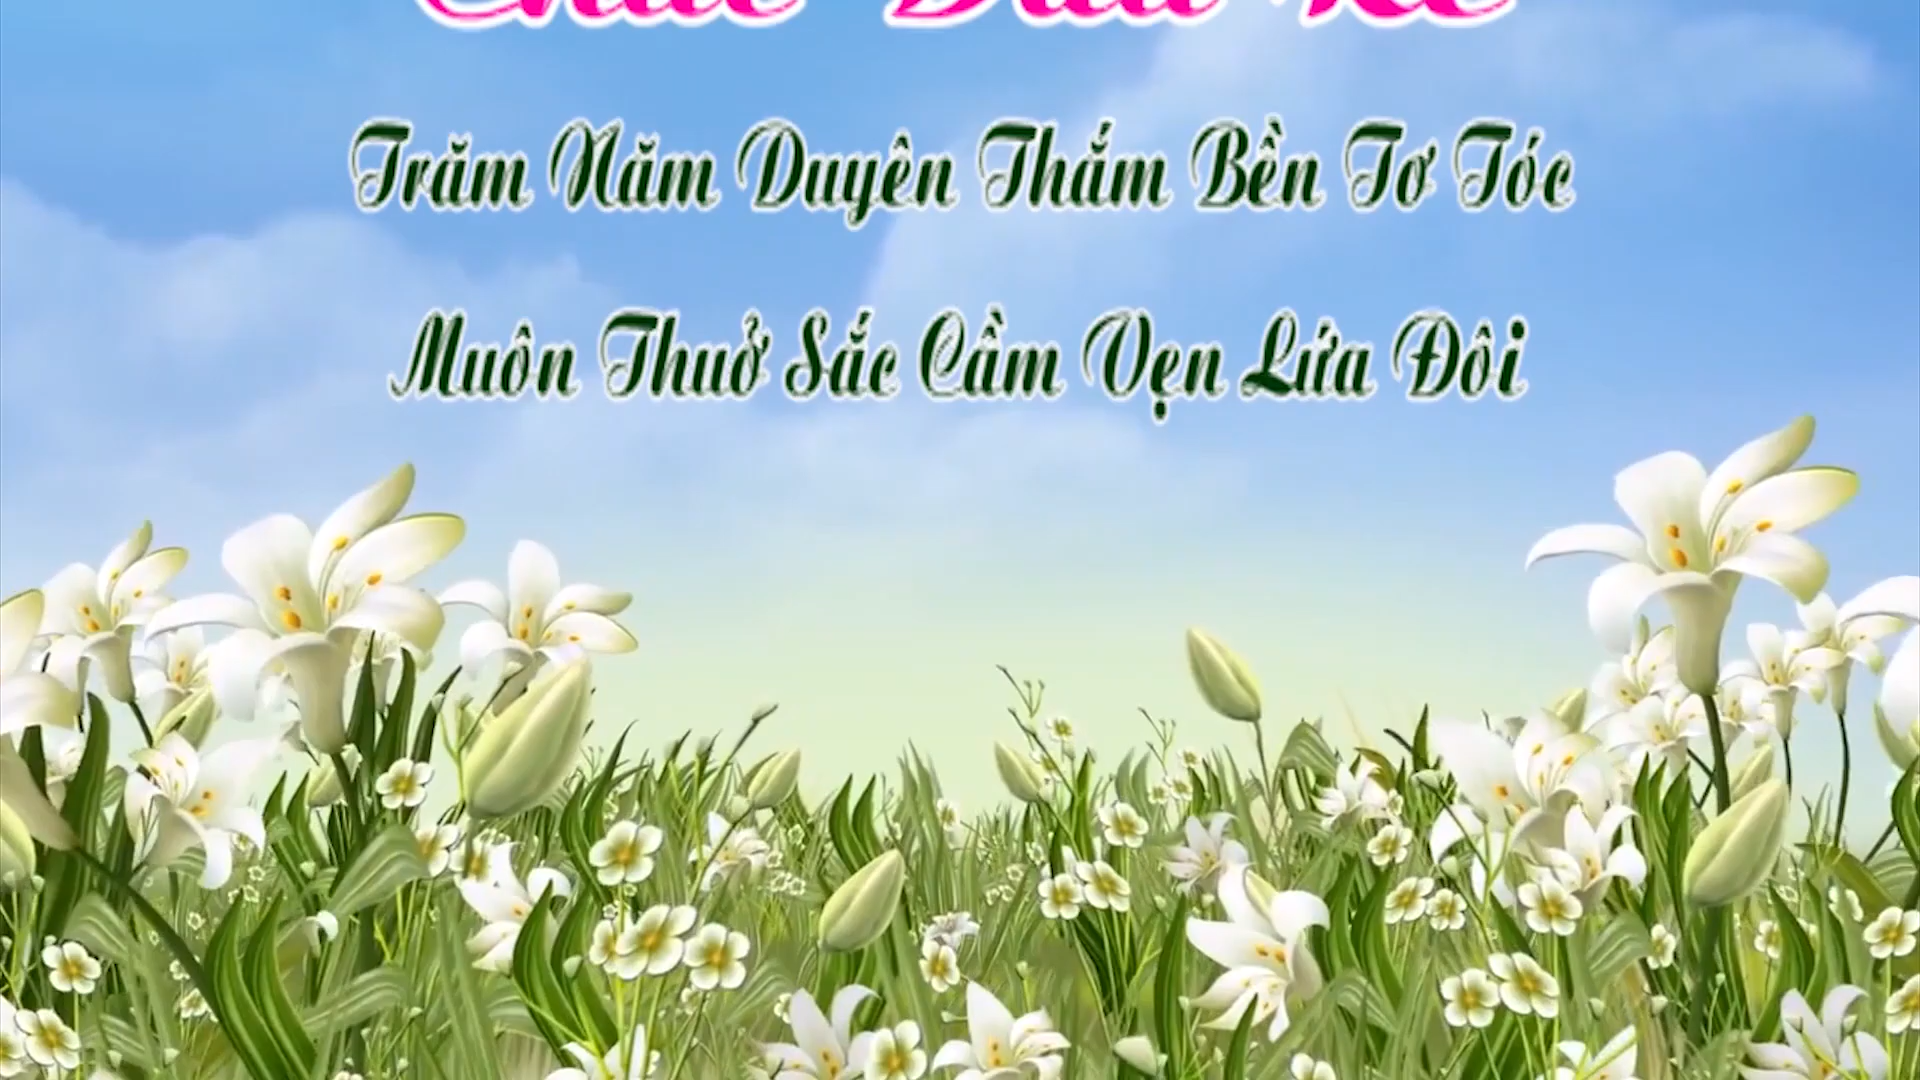 Trăm Năm Duyên Thắm Bền Tơ Tóc
Muôn Thuở Sắc Cầm Vẹn Lứa Đôi